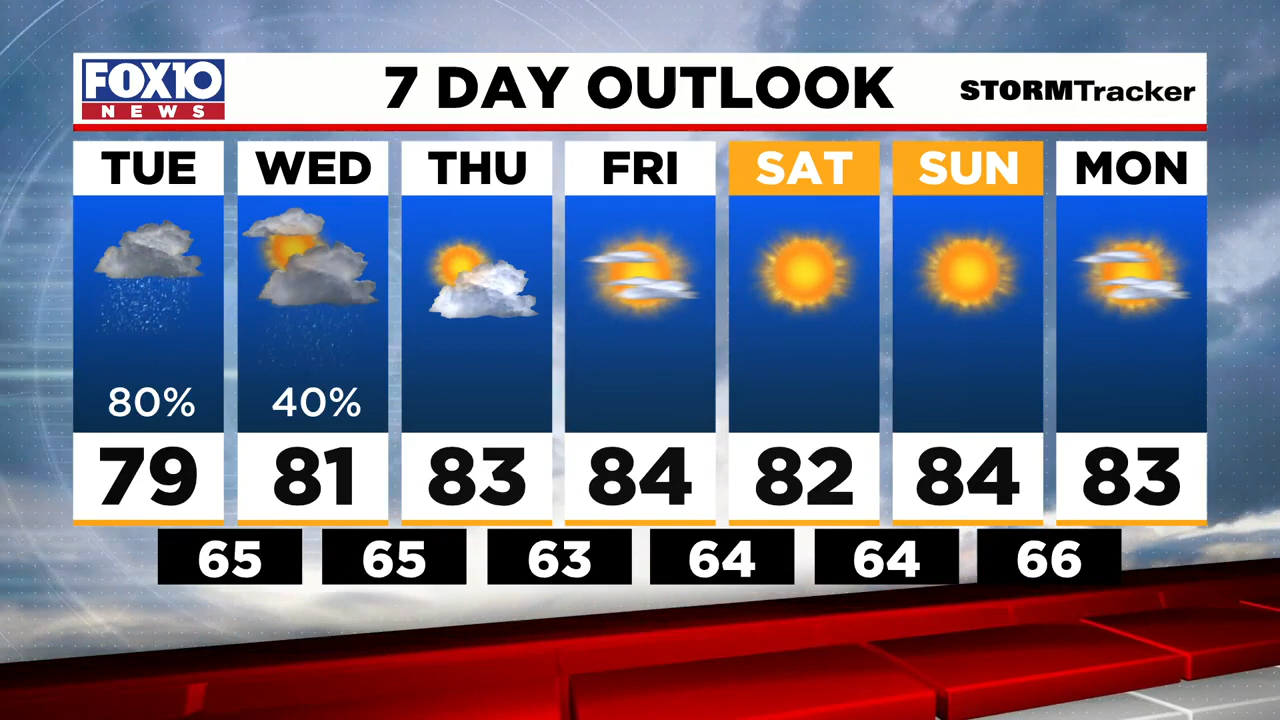 FOX10
NEWS
7 DAY OUTLOOK
STORMTracker
TUE WED THU FRI SAT SUN MON
80% 40%
79 81 83 84 82 84 83
65 65 63 64 64 66